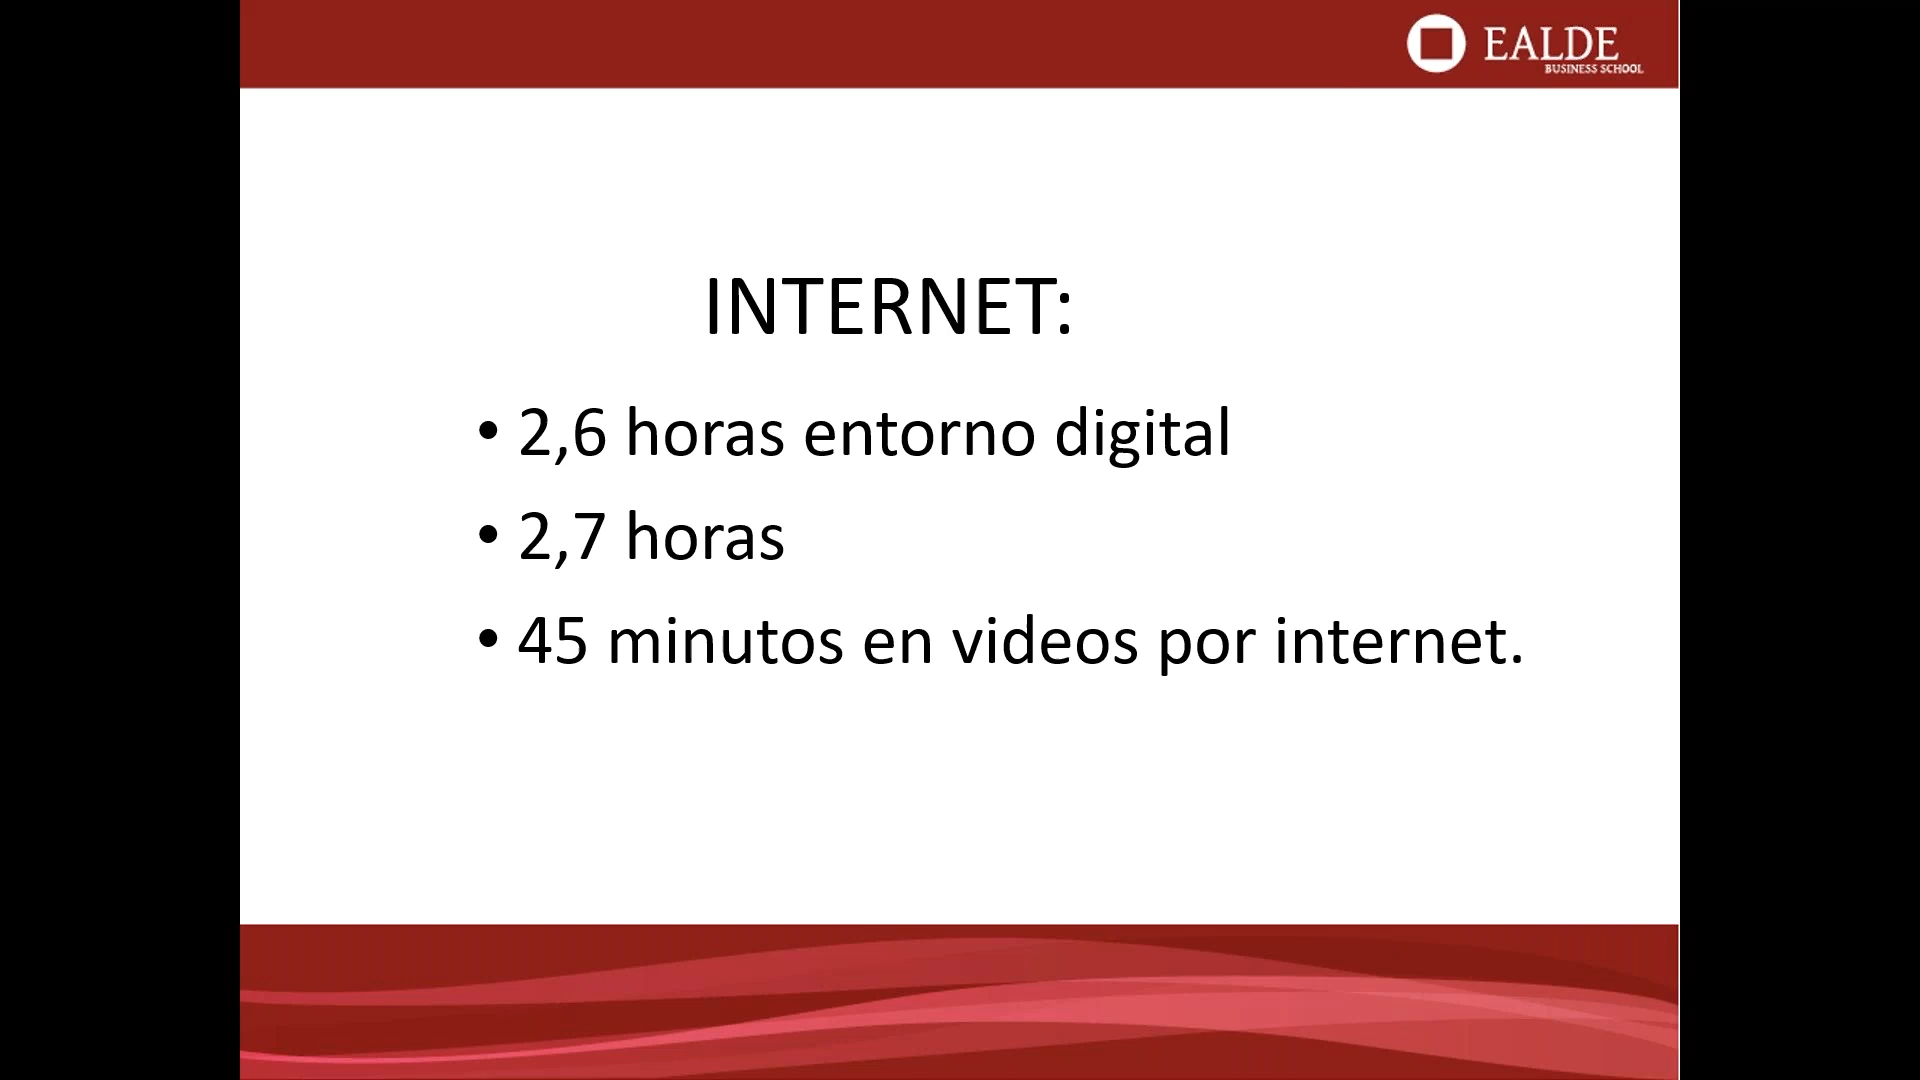 EALDE
BUSINESS SCHOOL
INTERNET:
• 2,6 horas entorno digital
• 2,7 horas
• 45 minutos en videos por internet.